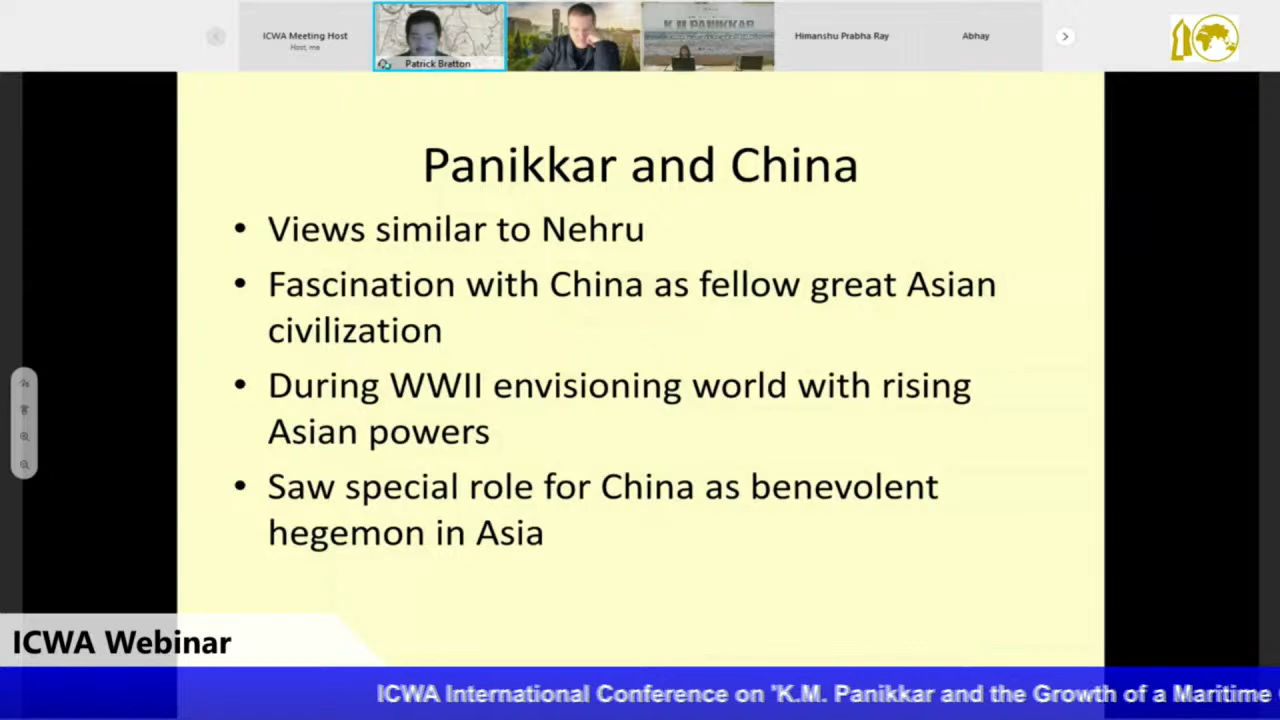 ICWA Meeting Host
Host, me
Patrick Bratton
K.M PANIKKAR
Himanshu Prabha Ray
Abhay
Panikkar and China
• Views similar to Nehru
• Fascination with China as fellow great Asian
civilization
• During WWII envisioning world with rising
Asian powers
• Saw special role for China as benevolent
hegemon in Asia
ICWA Webinar
ICWA International Conference on 'K.M. Panikkar and the Growth of a Maritime